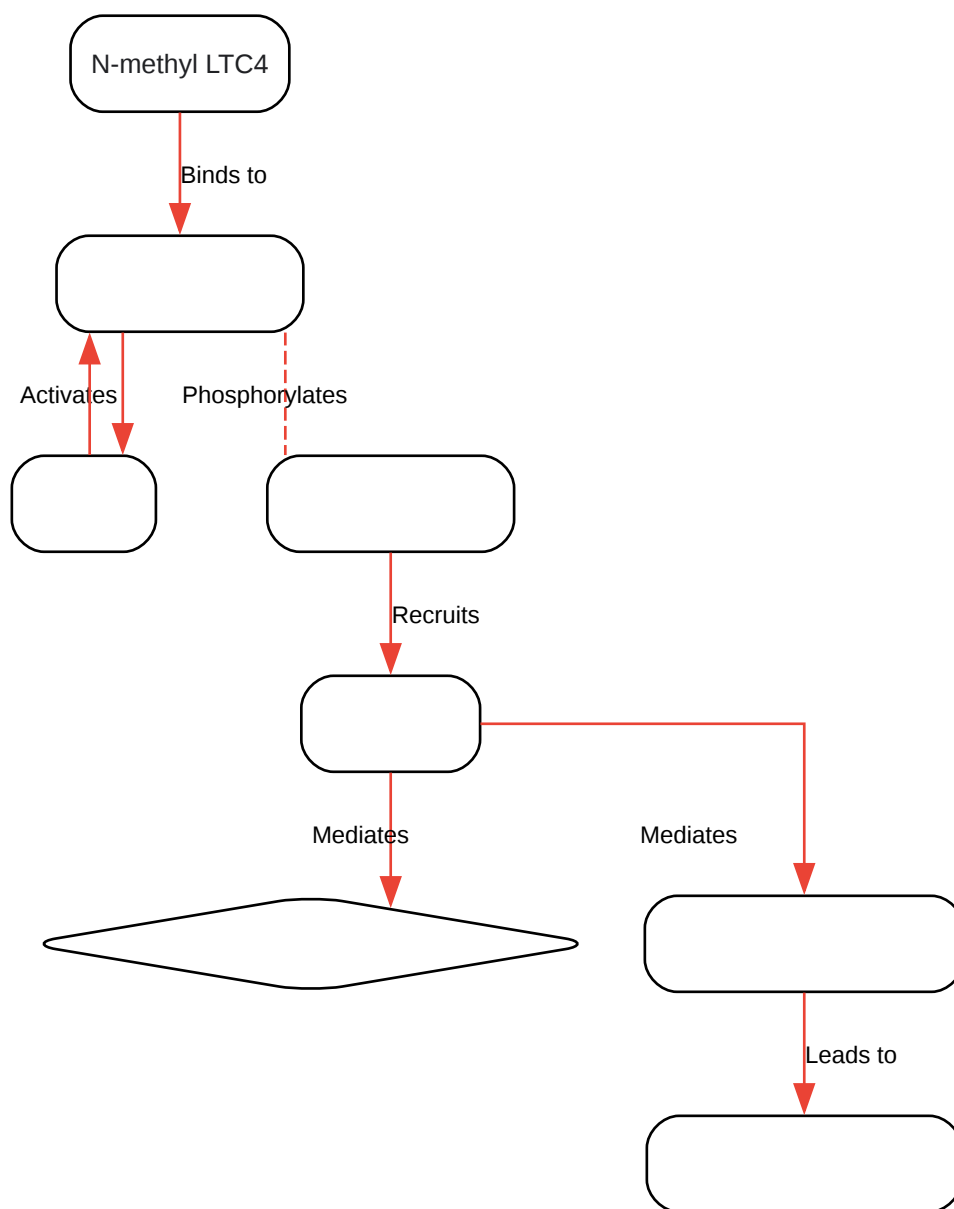 N-methyl LTC4
Binds to
Activates
Phosphorylates
Recruits
Mediates
Mediates
Leads to